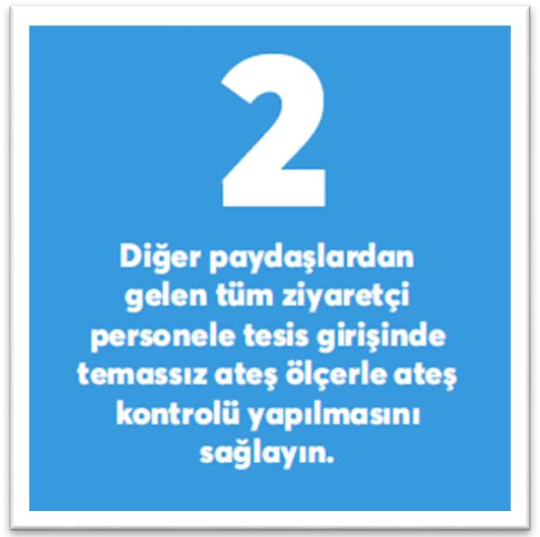 2
Diğer paydaşlardan
gelen tüm ziyaretçi
personele tesis girişinde
temassız ateş ölçerle ateş
kontrolü yapılmasını
sağlayın.